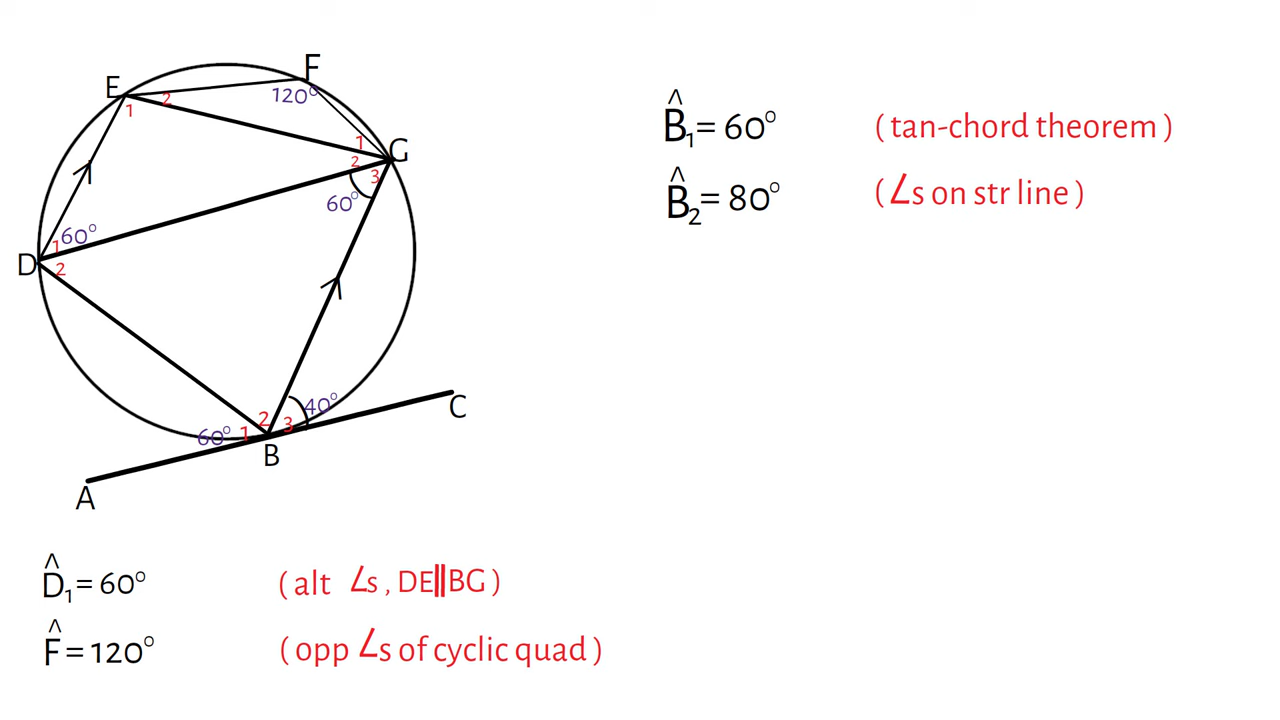 E
F
120°
1
2
1
G
2
3
60°
60°
1
D
2
40°
C
2
3
60°
1
B
A
B̂₁ = 60° ( tan-chord theorem )
B̂₂ = 80° (∠s on str line )
D̂₁ = 60° ( alt ∠s , DE∥BG )
F̂ = 120° ( opp ∠s of cyclic quad )